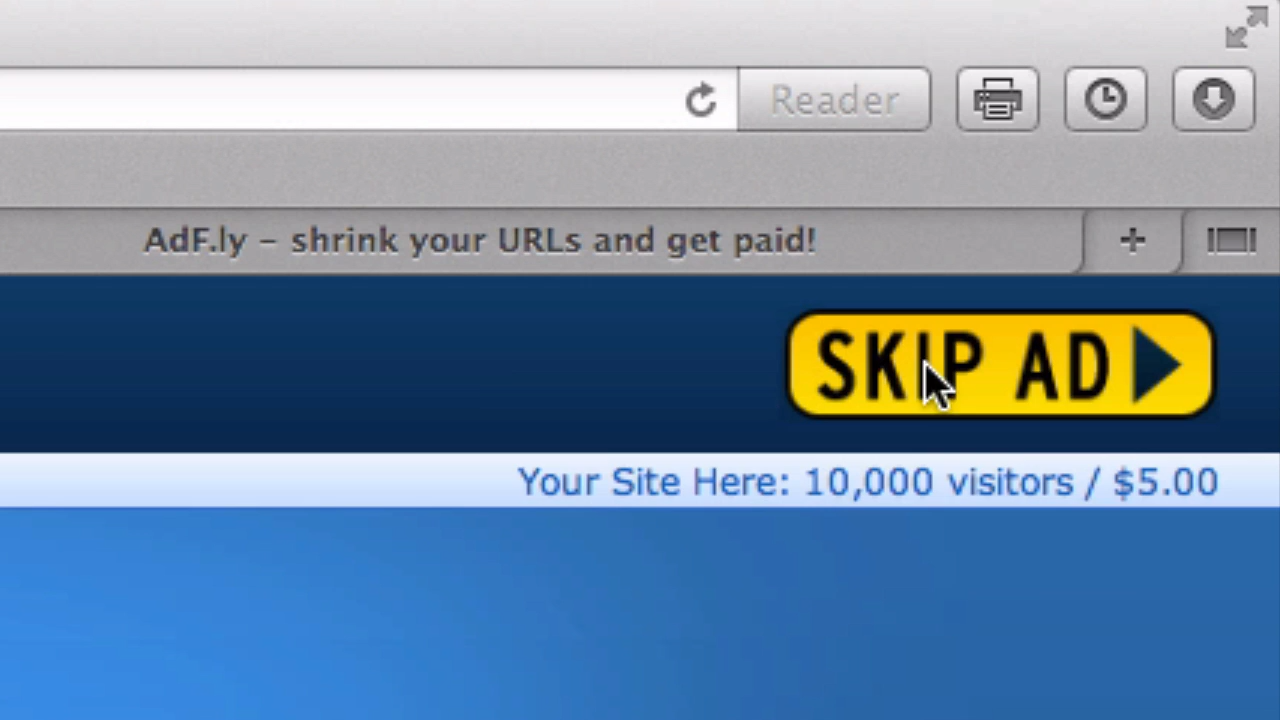 Reader
AdF.ly – shrink your URLs and get paid!
SKIP AD
Your Site Here: 10,000 visitors / $5.00